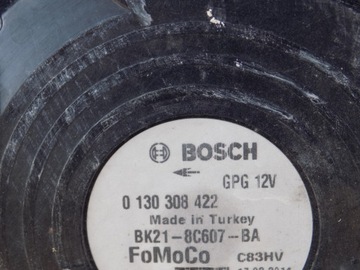 BOSCH
GPG 12V
0 130 308 422
Made in Turkey
BK21-8C607-BA
FoMoCo C83HV